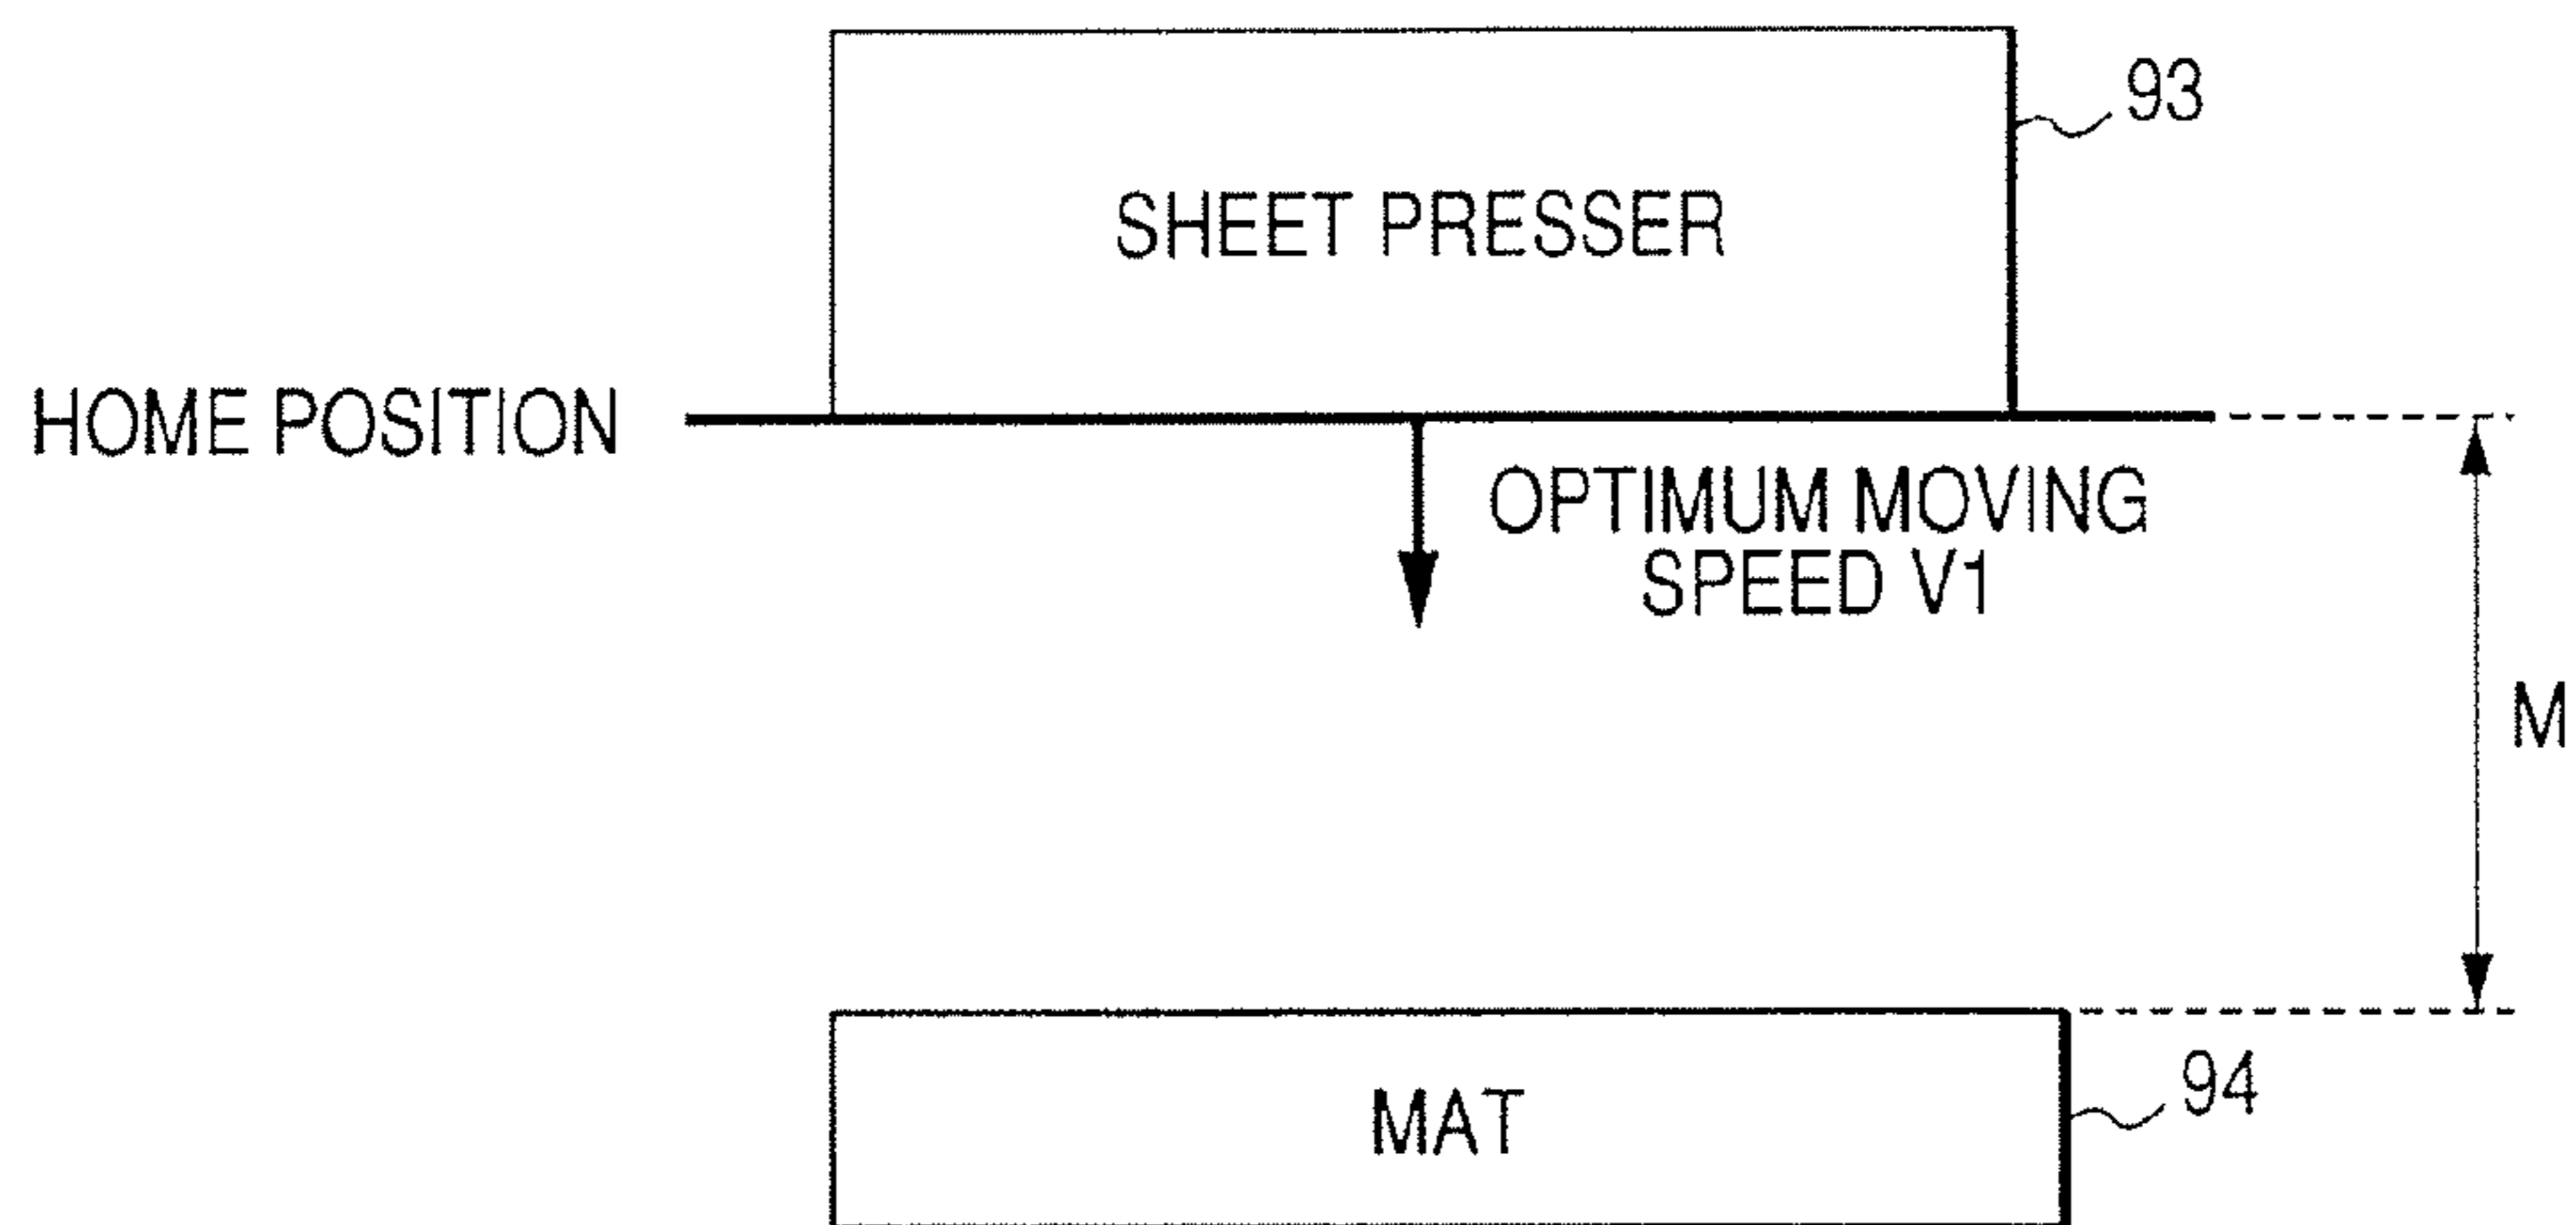 93
SHEET PRESSER
HOME POSITION
OPTIMUM MOVING
SPEED V1
M
MAT
94